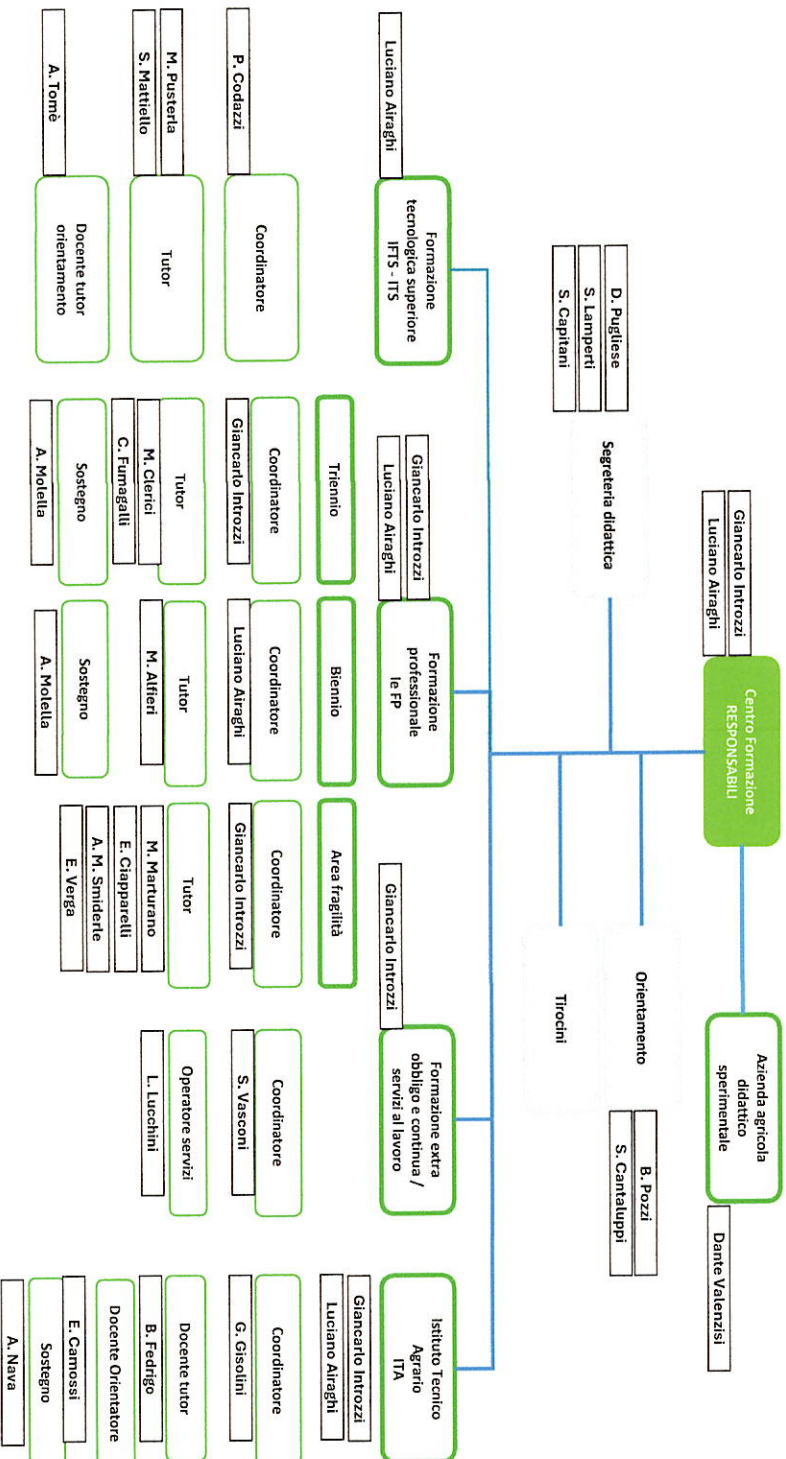 Giancarlo Introzzi
Luciano Airaghi
Centro Formazione
RESPONSABILI
Azienda agricola
didattico
sperimentale
Dante Valenzisi
D. Pugliese
S. Lamperti
S. Capitani
Segreteria didattica
Orientamento
B. Pozzi
S. Cantaluppi
Tirocini
Luciano Airaghi
Formazione
tecnologica superiore
IFTS - ITS
P. Codazzi
Coordinatore
M. Pusterla
S. Mattiello
Tutor
A. Tomè
Docente tutor
orientamento
Giancarlo Introzzi
Luciano Airaghi
Formazione
professionale
Ie FP
Triennio
Coordinatore
Giancarlo Introzzi
Tutor
M. Clerici
C. Fumagalli
Sostegno
A. Molella
Biennio
Coordinatore
Luciano Airaghi
Tutor
M. Alfieri
Sostegno
A. Molella
Area fragilità
Coordinatore
Giancarlo Introzzi
Tutor
M. Marturano
E. Ciapparelli
A. M. Smiderle
E. Verga
Giancarlo Introzzi
Formazione extra
obbligo e continua /
servizi al lavoro
Coordinatore
S. Vasconi
Operatore servizi
L. Lucchini
Istituto Tecnico
Agrario
ITA
Giancarlo Introzzi
Luciano Airaghi
Coordinatore
G. Gisolini
Docente tutor
B. Fedrigo
Docente Orientatore
E. Camossi
Sostegno
A. Nava